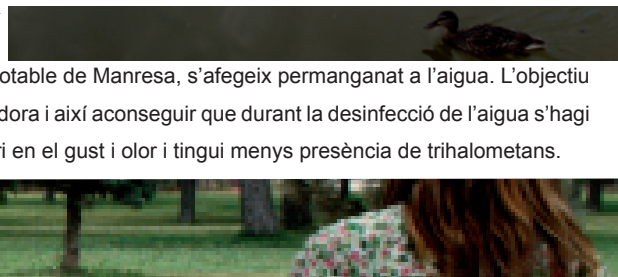 otable de Manresa, s’afegeix permanganat a l’aigua. L’objectiu
dora i així aconseguir que durant la desinfecció de l’aigua s’hagi
ri en el gust i olor i tingui menys presència de trihalometans.